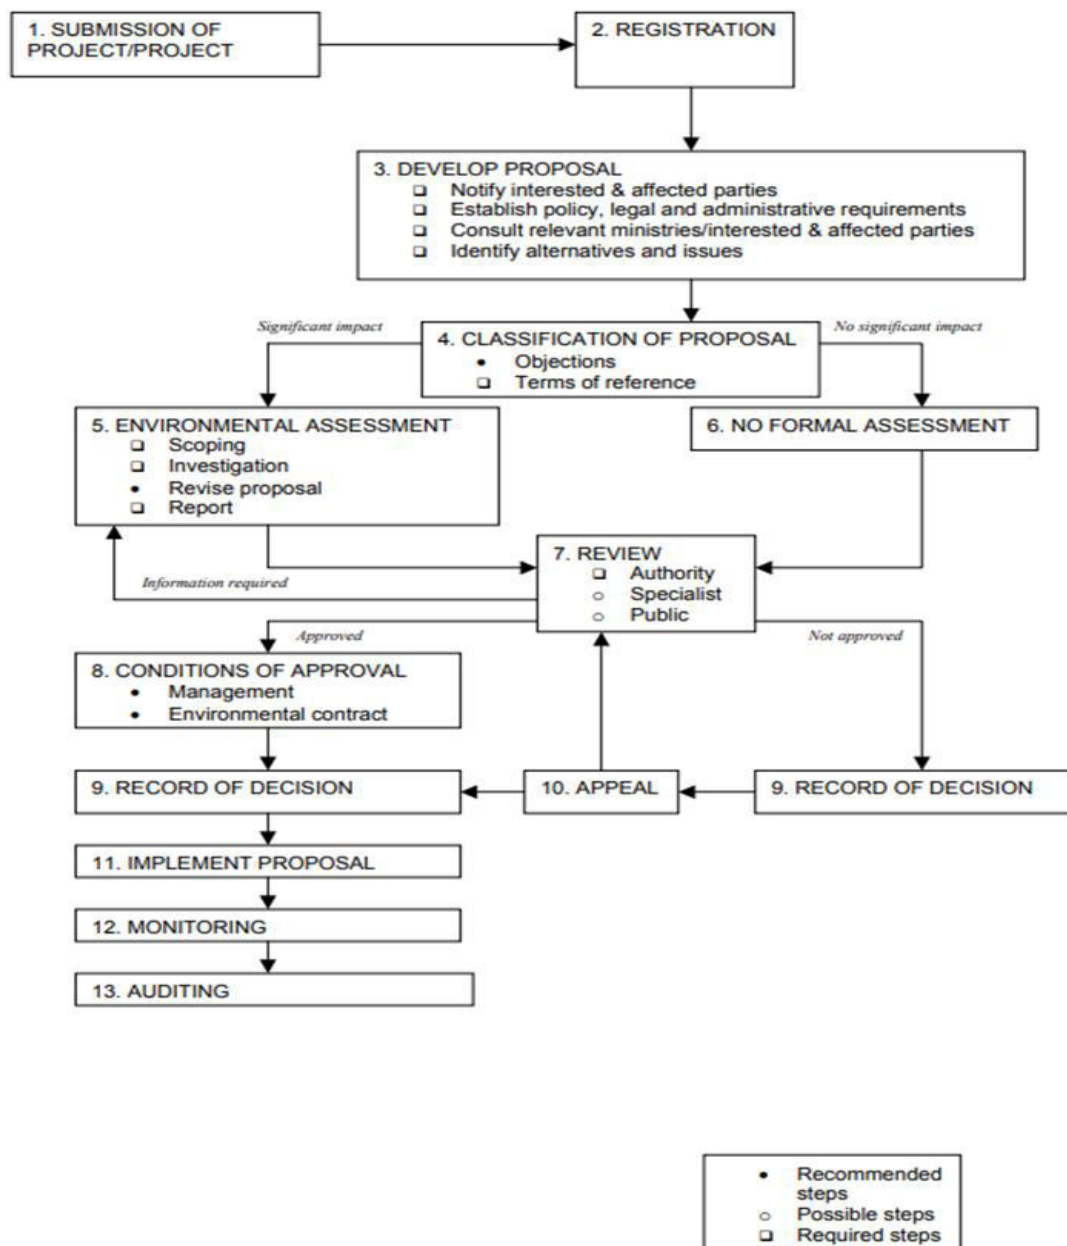 1. SUBMISSION OF
PROJECT/PROJECT
2. REGISTRATION
3. DEVELOP PROPOSAL
❑ Notify interested & affected parties
❑ Establish policy, legal and administrative requirements
❑ Consult relevant ministries/interested & affected parties
❑ Identify alternatives and issues
Significant impact
No significant impact
4. CLASSIFICATION OF PROPOSAL
• Objections
❑ Terms of reference
5. ENVIRONMENTAL ASSESSMENT
❑ Scoping
❑ Investigation
• Revise proposal
❑ Report
6. NO FORMAL ASSESSMENT
7. REVIEW
❑ Authority
○ Specialist
○ Public
Information required
Approved
Not approved
8. CONDITIONS OF APPROVAL
• Management
• Environmental contract
9. RECORD OF DECISION
10. APPEAL
9. RECORD OF DECISION
11. IMPLEMENT PROPOSAL
12. MONITORING
13. AUDITING
• Recommended
steps
○ Possible steps
❑ Required steps